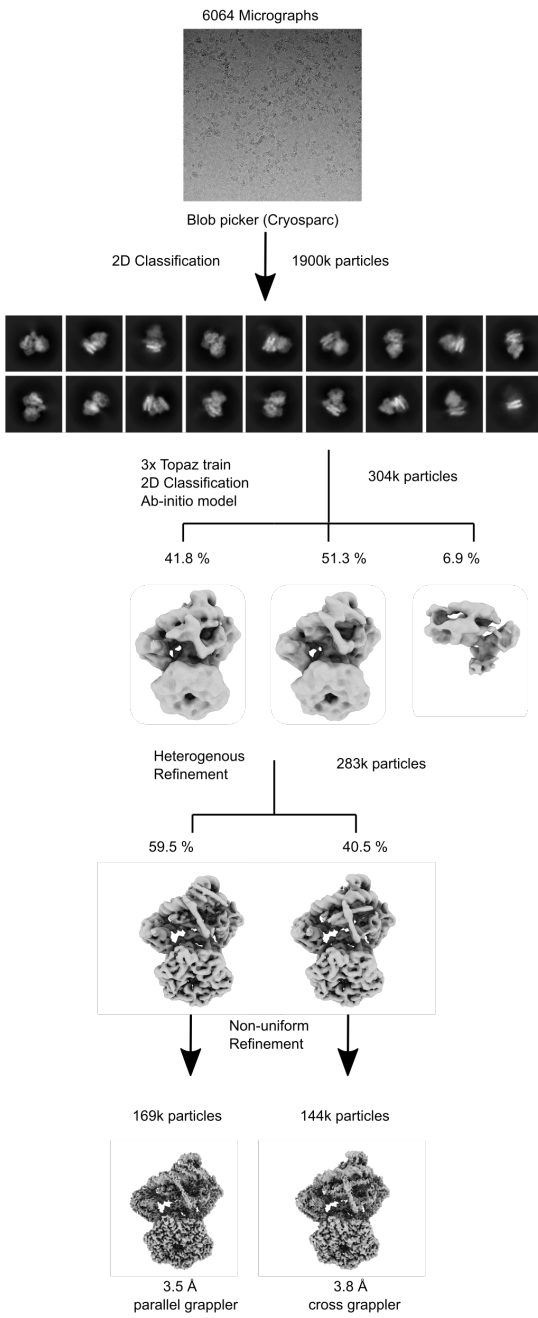 6064 Micrographs
Blob picker (Cryosparc)
2D Classification
1900k particles
3x Topaz train
2D Classification
Ab-initio model
304k particles
41.8 %
51.3 %
6.9 %
Heterogenous
Refinement
283k particles
59.5 %
40.5 %
Non-uniform
Refinement
169k particles
144k particles
3.5 Å
parallel grappler
3.8 Å
cross grappler